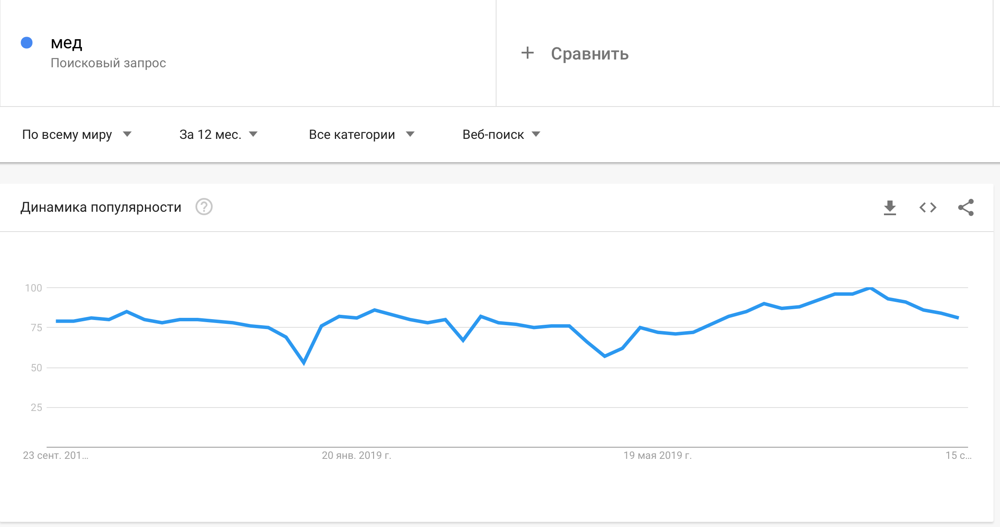 мед
Поисковый запрос
+ Сравнить
По всему миру
За 12 мес.
Все категории
Веб-поиск
Динамика популярности ?
100
75
50
25
23 сент. 201...
20 янв. 2019 г.
19 мая 2019 г.
15 с...